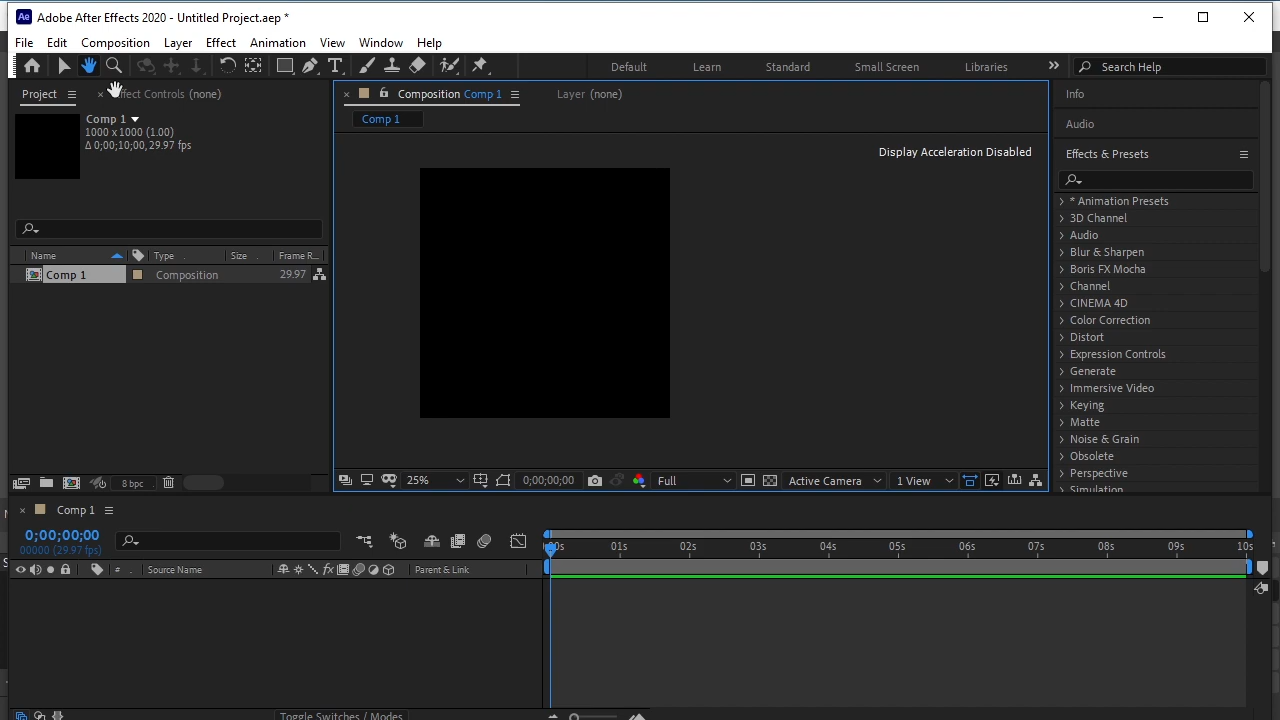 Ae Adobe After Effects 2020 - Untitled Project.aep *
File Edit Composition Layer Effect Animation View Window Help
T Default Learn Standard Small Screen Libraries » Search Help
Project × Effect Controls (none)
× Composition Comp 1 Layer (none)
Info
Comp 1
1000 x 1000 (1.00)
Δ 0;00;10;00, 29.97 fps
Comp 1
Audio
Display Acceleration Disabled
Effects & Presets
Name Type Size Frame R...
Comp 1 Composition 29.97
* Animation Presets
3D Channel
Audio
Blur & Sharpen
Boris FX Mocha
Channel
CINEMA 4D
Color Correction
Distort
Expression Controls
Generate
Immersive Video
Keying
Matte
Noise & Grain
Obsolete
Perspective
Simulation
8 bpc
25% 0;00;00;00 Full Active Camera 1 View
× Comp 1
0;00;00;00
00000 (29.97 fps)
:00s 01s 02s 03s 04s 05s 06s 07s 08s 09s 10s
# Source Name fx Parent & Link
Toggle Switches / Modes